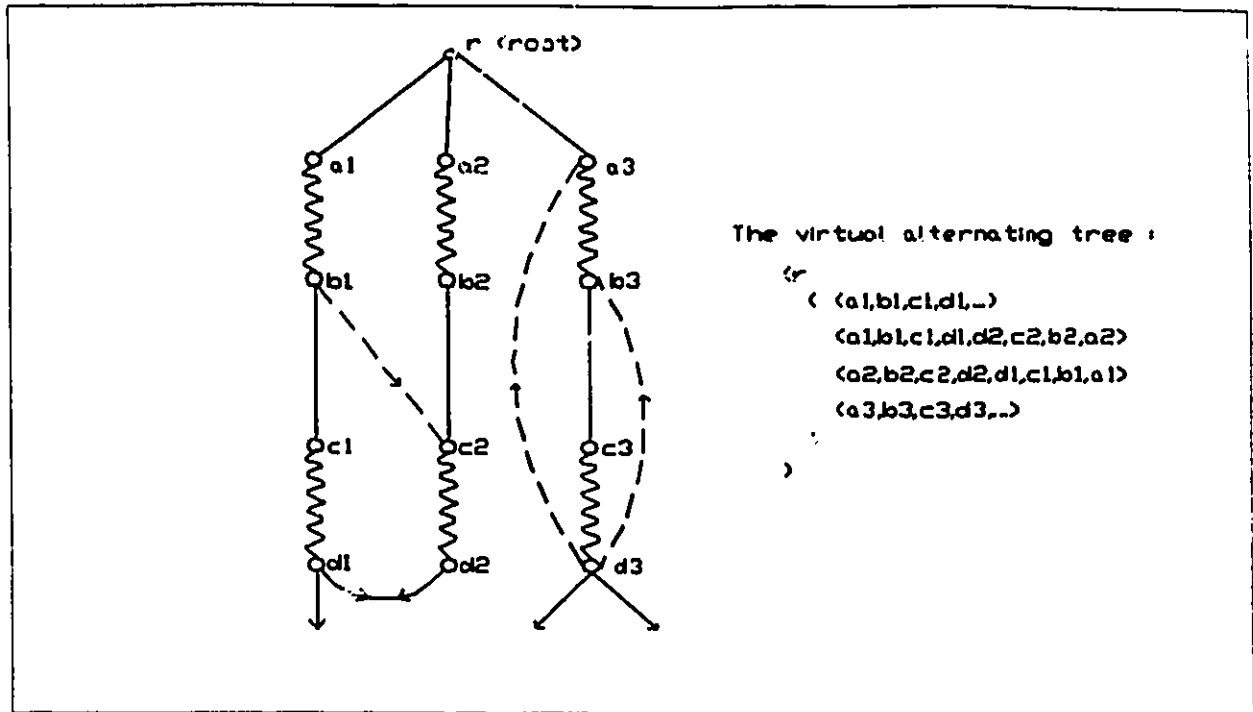 r (root)
a1 a2 a3
b1 b2 b3
c1 c2 c3
d1 d2 d3
The virtual alternating tree :
(r
( (a1,b1,c1,d1,...)
(a1,b1,c1,d1,d2,c2,b2,a2)
(a2,b2,c2,d2,d1,c1,b1,a1)
(a3,b3,c3,d3,...)
)
)